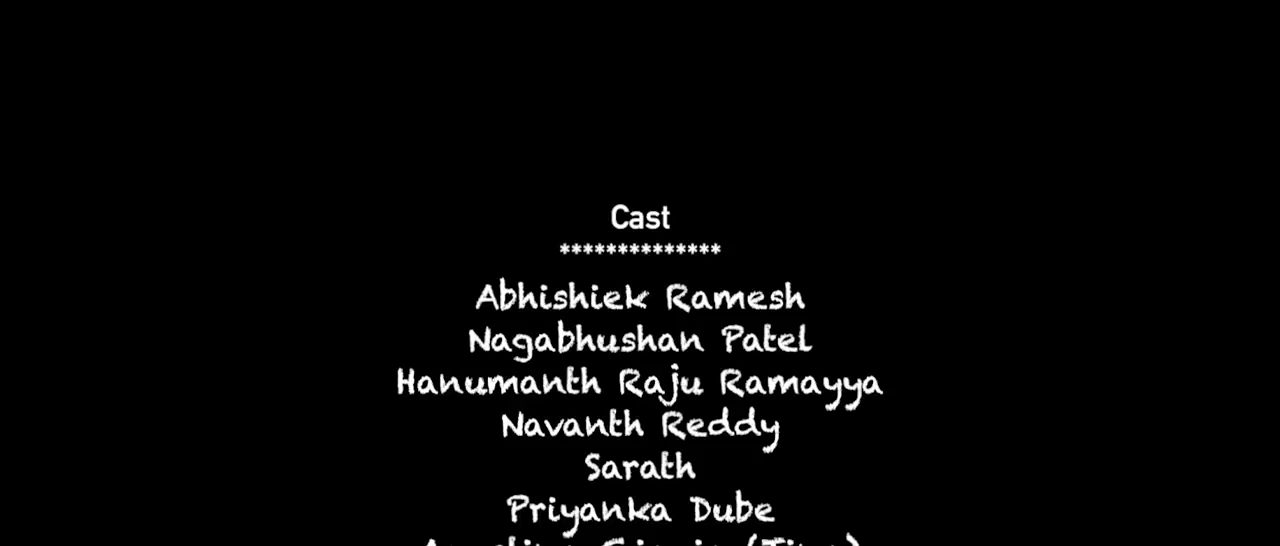 Cast
**************
Abhishiek Ramesh
Nagabhushan Patel
Hanumanth Raju Ramayya
Navanth Reddy
Sarath
Priyanka Dube